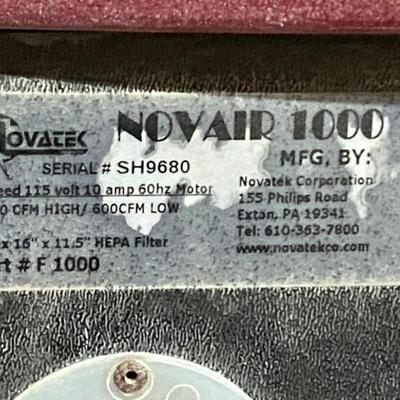 NOVATEK NOVAIR 1000
SERIAL # SH9680 MFG, BY:
eed 115 volt 10 amp 60hz Motor Novatek Corporation
0 CFM HIGH/ 600CFM LOW 155 Philips Road
Exton, PA 19341
x 16" x 11.5" HEPA Filter Tel: 610-363-7800
rt # F 1000 www.novatekco.com